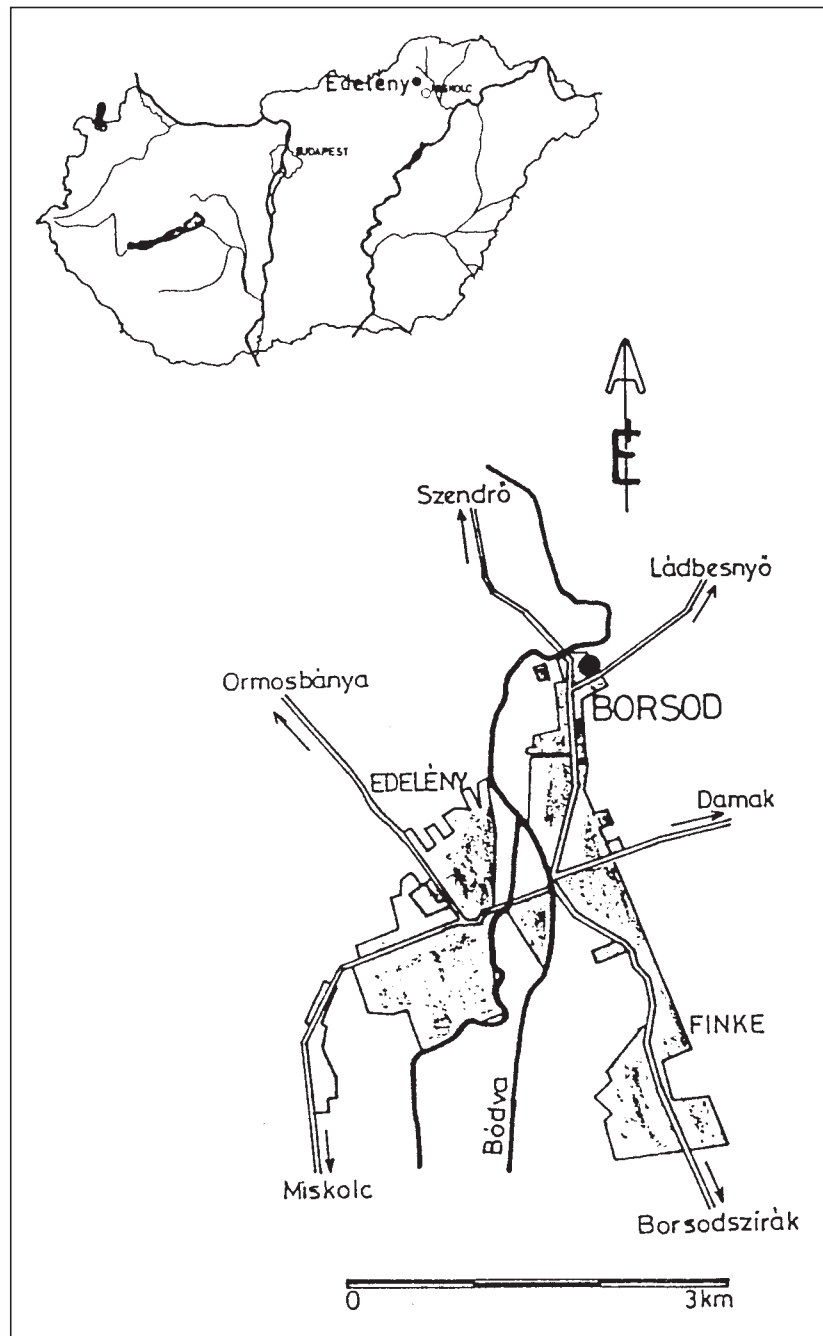 Edelény
MISKOLC
BUDAPEST
É
Szendrő
Ládbesnyő
Ormosbánya
BORSOD
EDELÉNY
Damak
FINKE
Bódva
Miskolc
Borsodszirák
0 3km